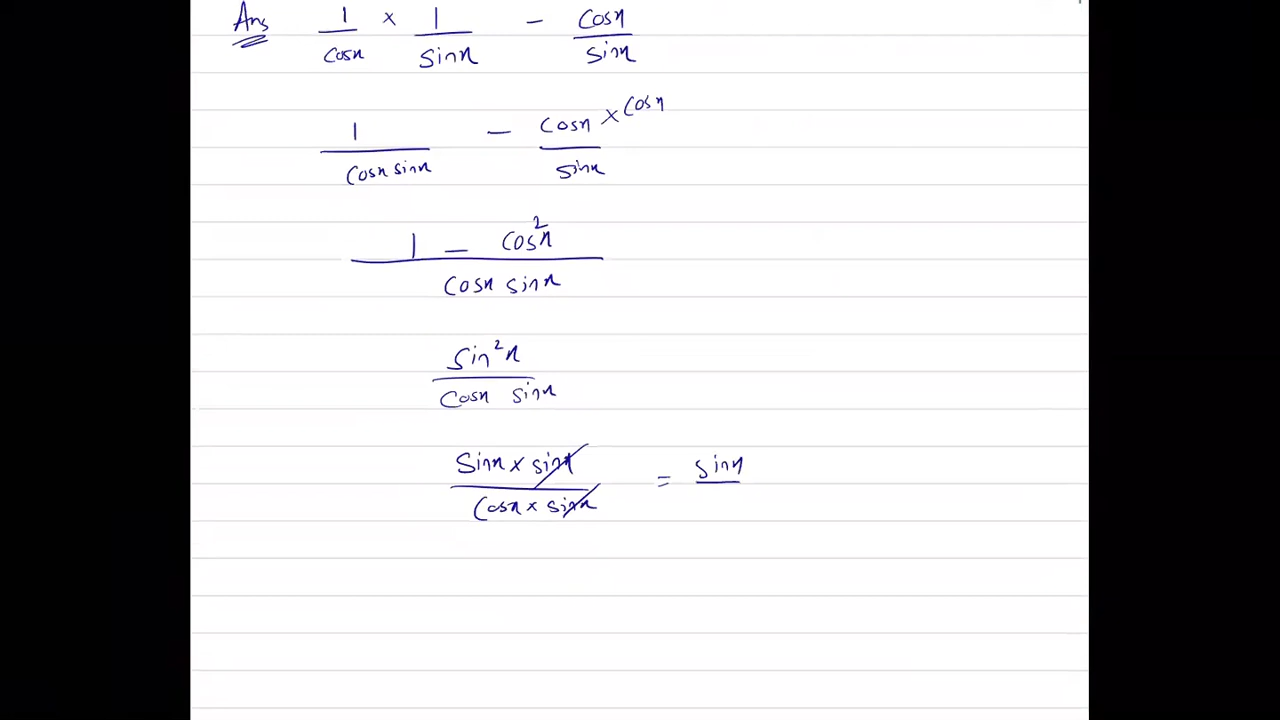 Ans 1/cosx × 1/sinx − cosx/sinx
1/cosx sinx − cosx × cosx/sinx
1 − cos²x/cosx sinx
sin²x/cosx sinx
sinx × sinx/cosx × sinx = sinx